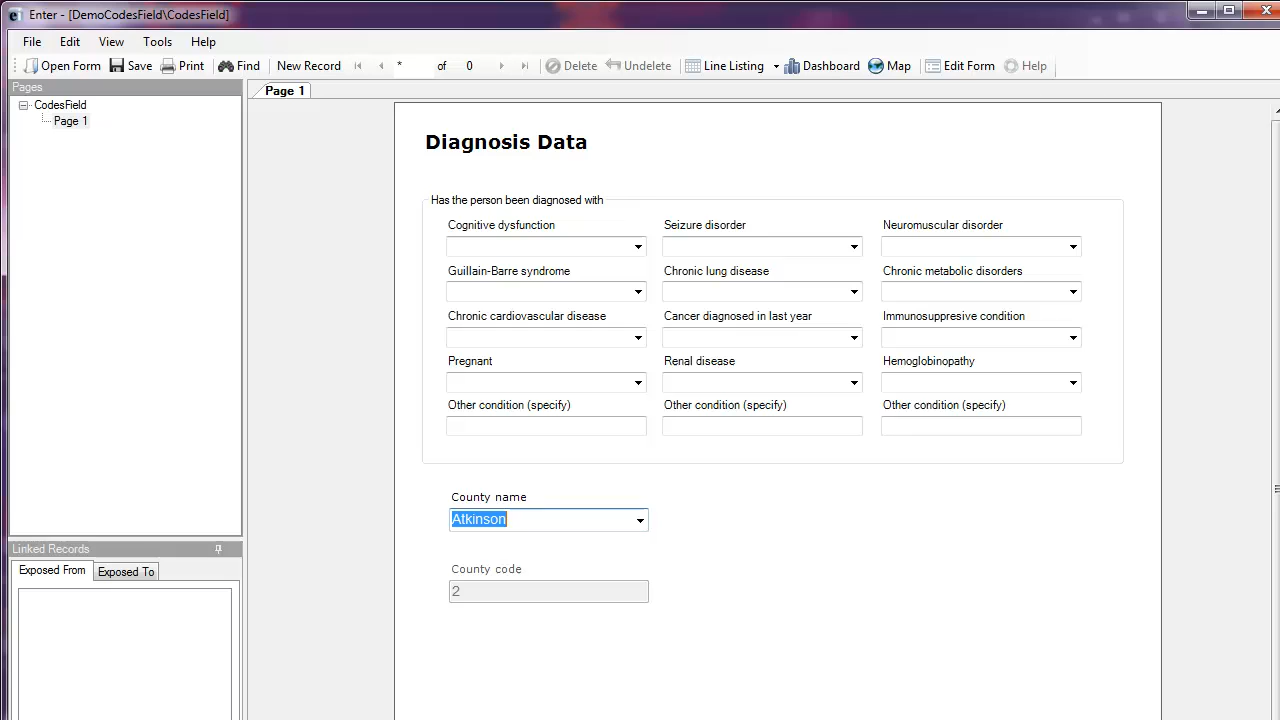 Enter - [DemoCodesField\CodesField]
File Edit View Tools Help
Open Form Save Print Find New Record * of 0 Delete Undelete Line Listing Dashboard Map Edit Form Help
Pages
Page 1
CodesField
Page 1
Diagnosis Data
Has the person been diagnosed with
Cognitive dysfunction Seizure disorder Neuromuscular disorder
Guillain-Barre syndrome Chronic lung disease Chronic metabolic disorders
Chronic cardiovascular disease Cancer diagnosed in last year Immunosuppresive condition
Pregnant Renal disease Hemoglobinopathy
Other condition (specify) Other condition (specify) Other condition (specify)
County name
Atkinson
County code
2
Linked Records
Exposed From Exposed To